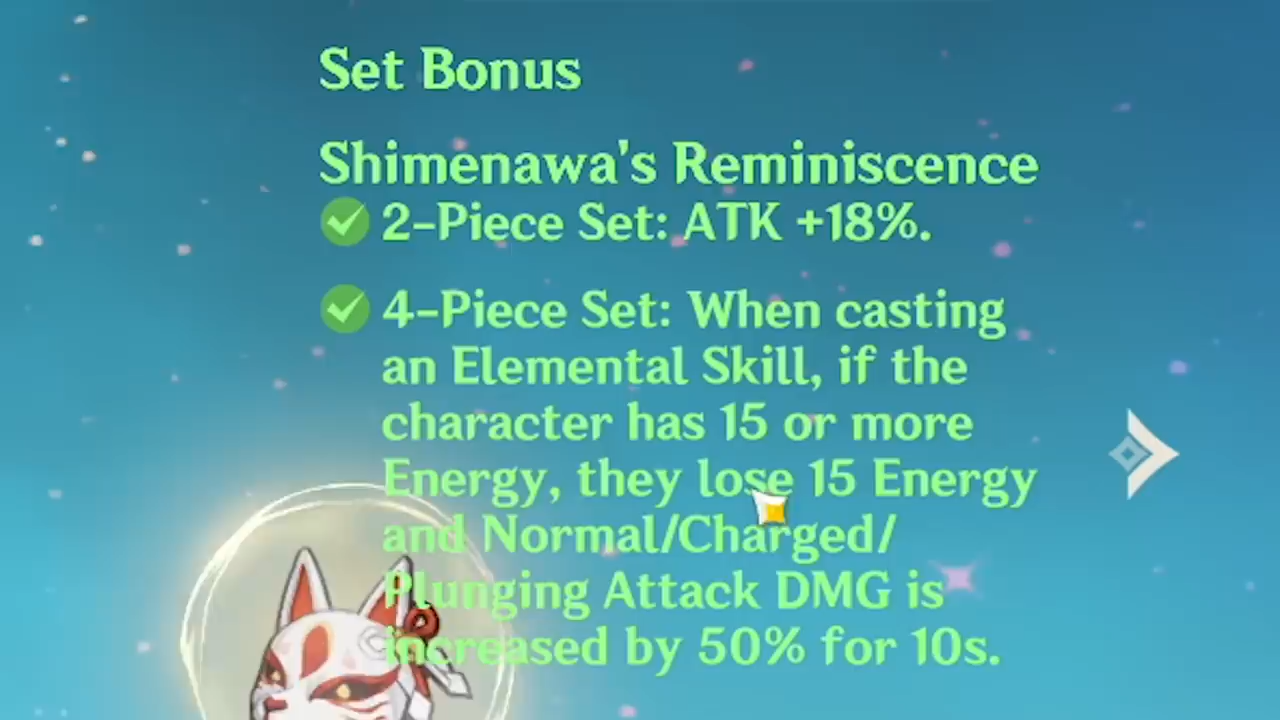 Set Bonus
Shimenawa's Reminiscence
2-Piece Set: ATK +18%.
4-Piece Set: When casting
an Elemental Skill, if the
character has 15 or more
Energy, they lose 15 Energy
and Normal/Charged/
Plunging Attack DMG is
increased by 50% for 10s.